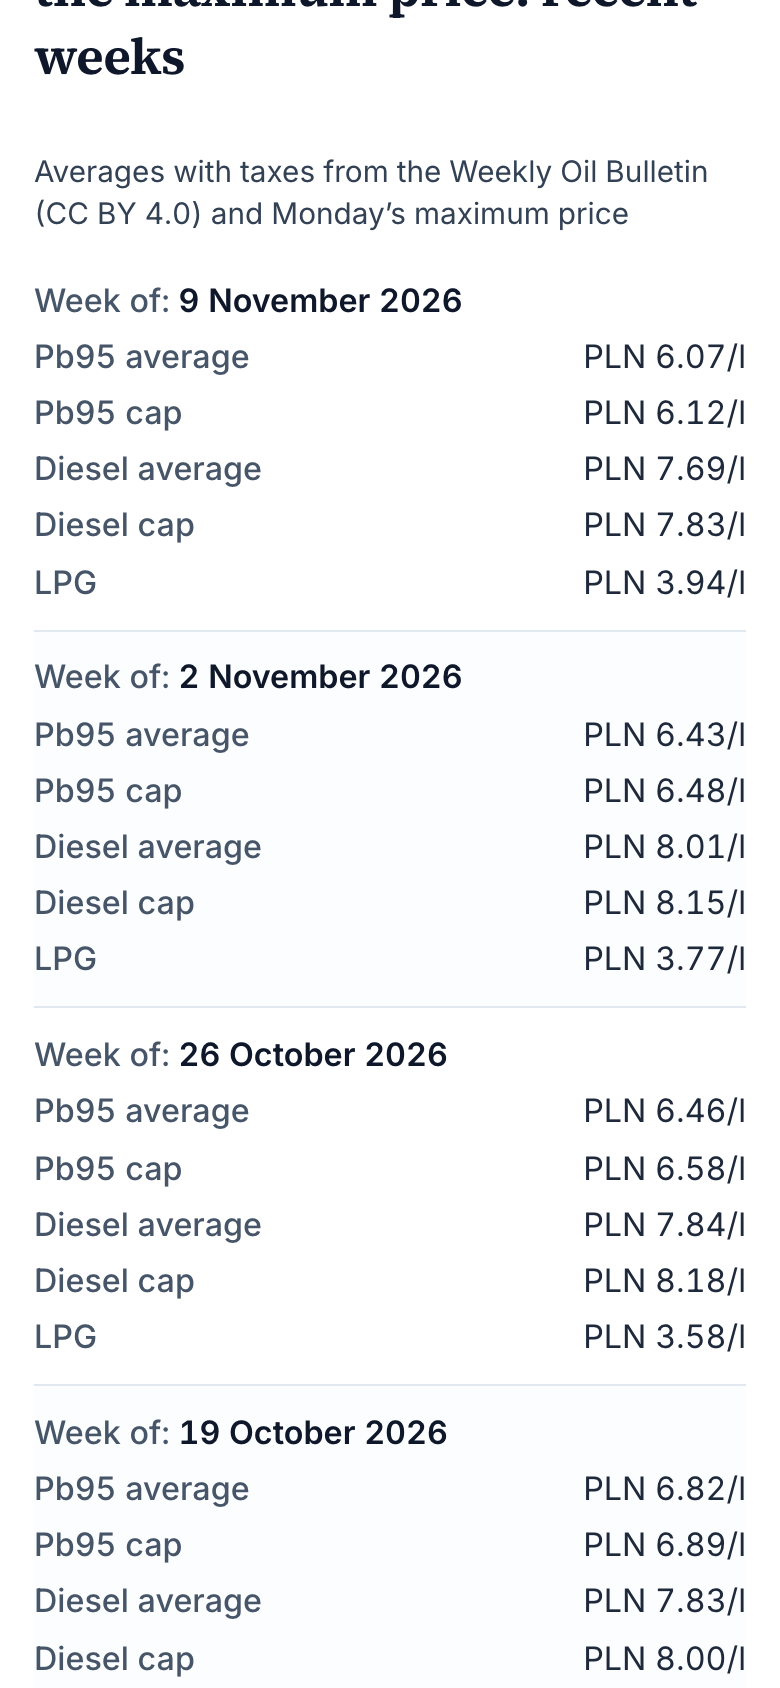 the maximum price: recent
weeks
Averages with taxes from the Weekly Oil Bulletin
(CC BY 4.0) and Monday’s maximum price
Week of: 9 November 2026
Pb95 average PLN 6.07/l
Pb95 cap PLN 6.12/l
Diesel average PLN 7.69/l
Diesel cap PLN 7.83/l
LPG PLN 3.94/l
Week of: 2 November 2026
Pb95 average PLN 6.43/l
Pb95 cap PLN 6.48/l
Diesel average PLN 8.01/l
Diesel cap PLN 8.15/l
LPG PLN 3.77/l
Week of: 26 October 2026
Pb95 average PLN 6.46/l
Pb95 cap PLN 6.58/l
Diesel average PLN 7.84/l
Diesel cap PLN 8.18/l
LPG PLN 3.58/l
Week of: 19 October 2026
Pb95 average PLN 6.82/l
Pb95 cap PLN 6.89/l
Diesel average PLN 7.83/l
Diesel cap PLN 8.00/l